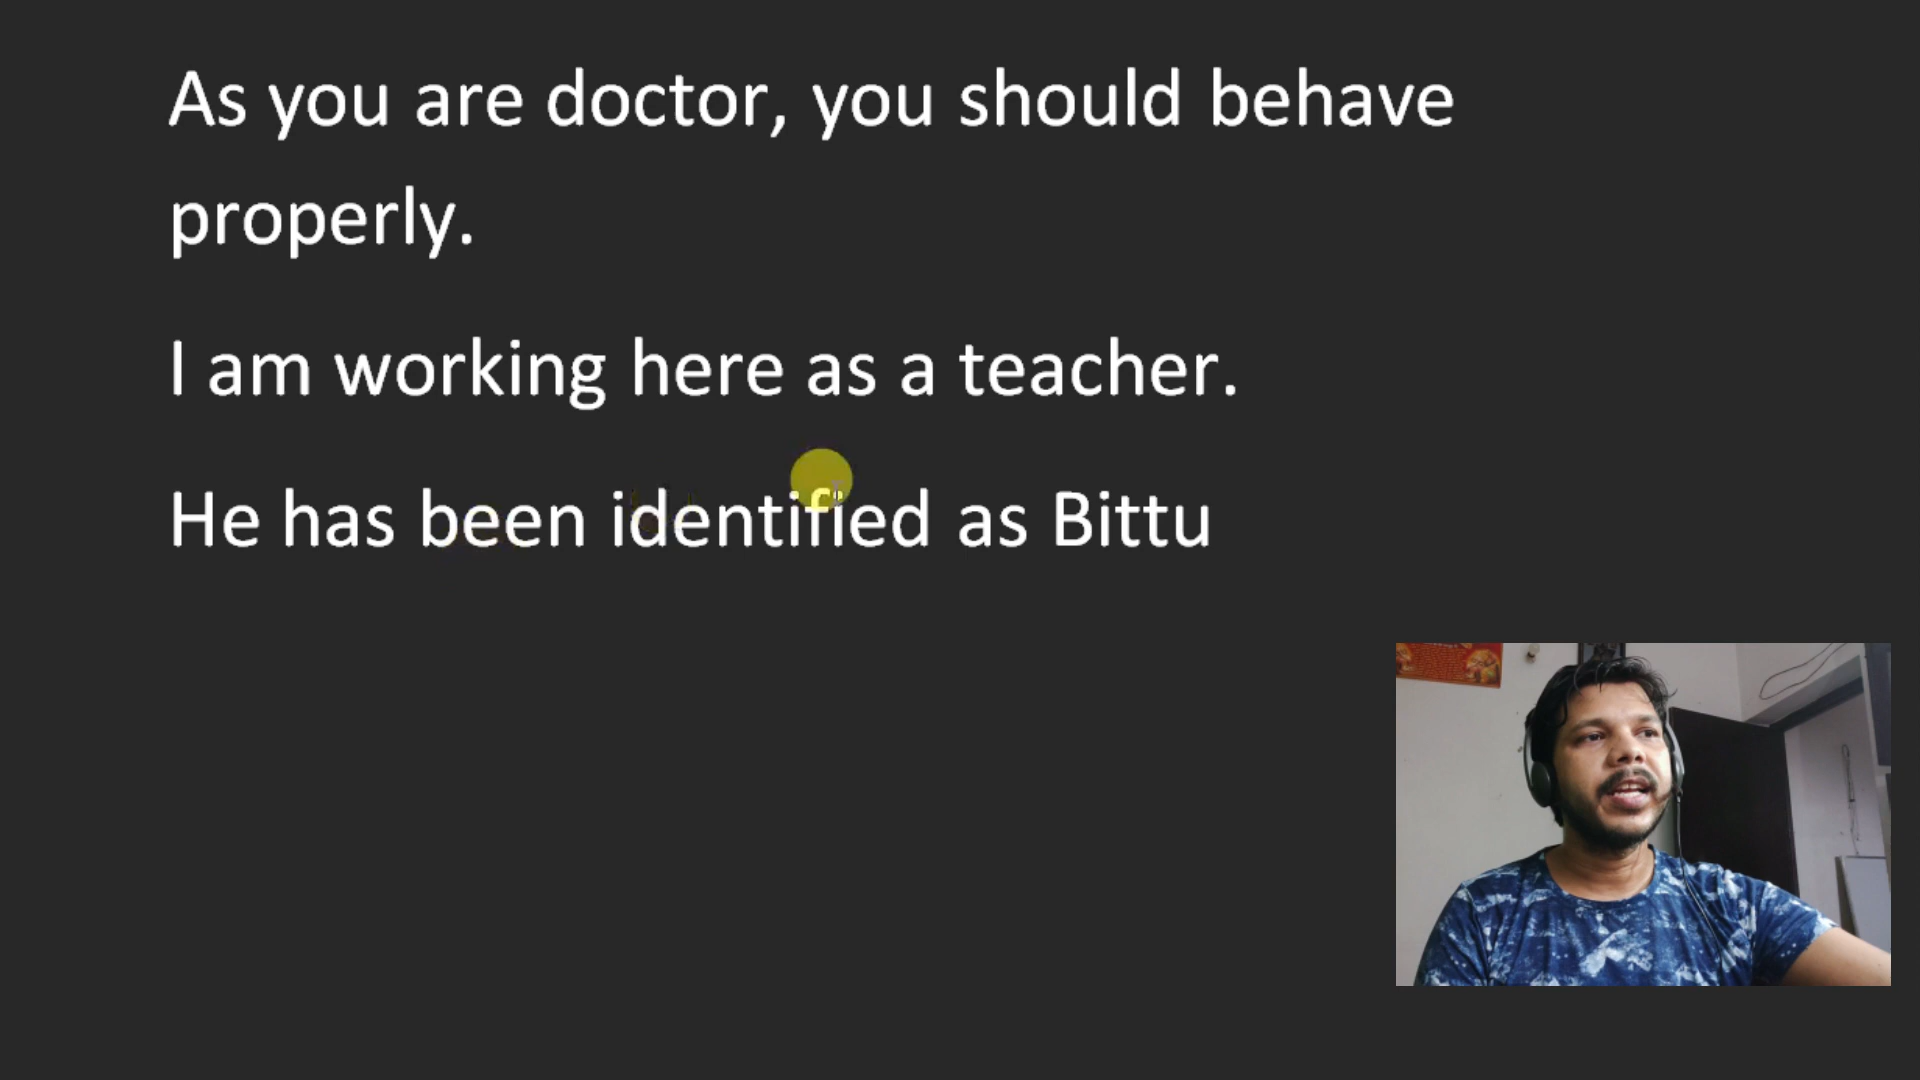 As you are doctor, you should behave
properly.
I am working here as a teacher.
He has been identified as Bittu